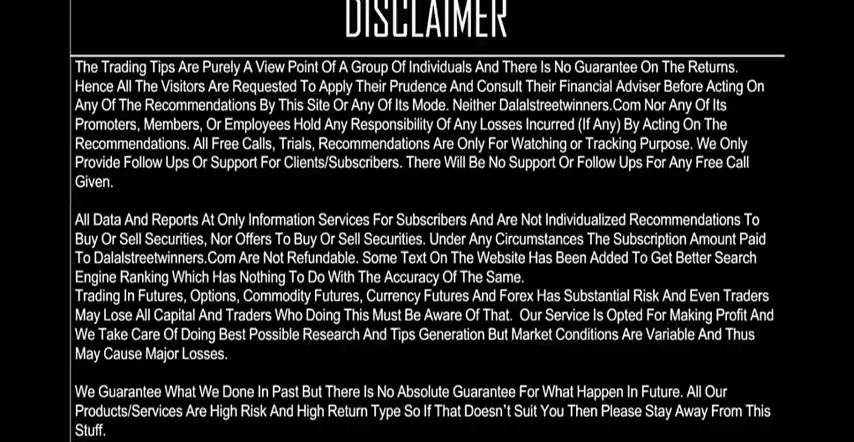 DISCLAIMER
The Trading Tips Are Purely A View Point Of A Group Of Individuals And There Is No Guarantee On The Returns.
Hence All The Visitors Are Requested To Apply Their Prudence And Consult Their Financial Adviser Before Acting On
Any Of The Recommendations By This Site Or Any Of Its Mode. Neither Dalalstreetwinners.Com Nor Any Of Its
Promoters, Members, Or Employees Hold Any Responsibility Of Any Losses Incurred (If Any) By Acting On The
Recommendations. All Free Calls, Trials, Recommendations Are Only For Watching or Tracking Purpose. We Only
Provide Follow Ups Or Support For Clients/Subscribers. There Will Be No Support Or Follow Ups For Any Free Call
Given.
All Data And Reports At Only Information Services For Subscribers And Are Not Individualized Recommendations To
Buy Or Sell Securities, Nor Offers To Buy Or Sell Securities. Under Any Circumstances The Subscription Amount Paid
To Dalalstreetwinners.Com Are Not Refundable. Some Text On The Website Has Been Added To Get Better Search
Engine Ranking Which Has Nothing To Do With The Accuracy Of The Same.
Trading In Futures, Options, Commodity Futures, Currency Futures And Forex Has Substantial Risk And Even Traders
May Lose All Capital And Traders Who Doing This Must Be Aware Of That. Our Service Is Opted For Making Profit And
We Take Care Of Doing Best Possible Research And Tips Generation But Market Conditions Are Variable And Thus
May Cause Major Losses.
We Guarantee What We Done In Past But There Is No Absolute Guarantee For What Happen In Future. All Our
Products/Services Are High Risk And High Return Type So If That Doesn't Suit You Then Please Stay Away From This
Stuff.